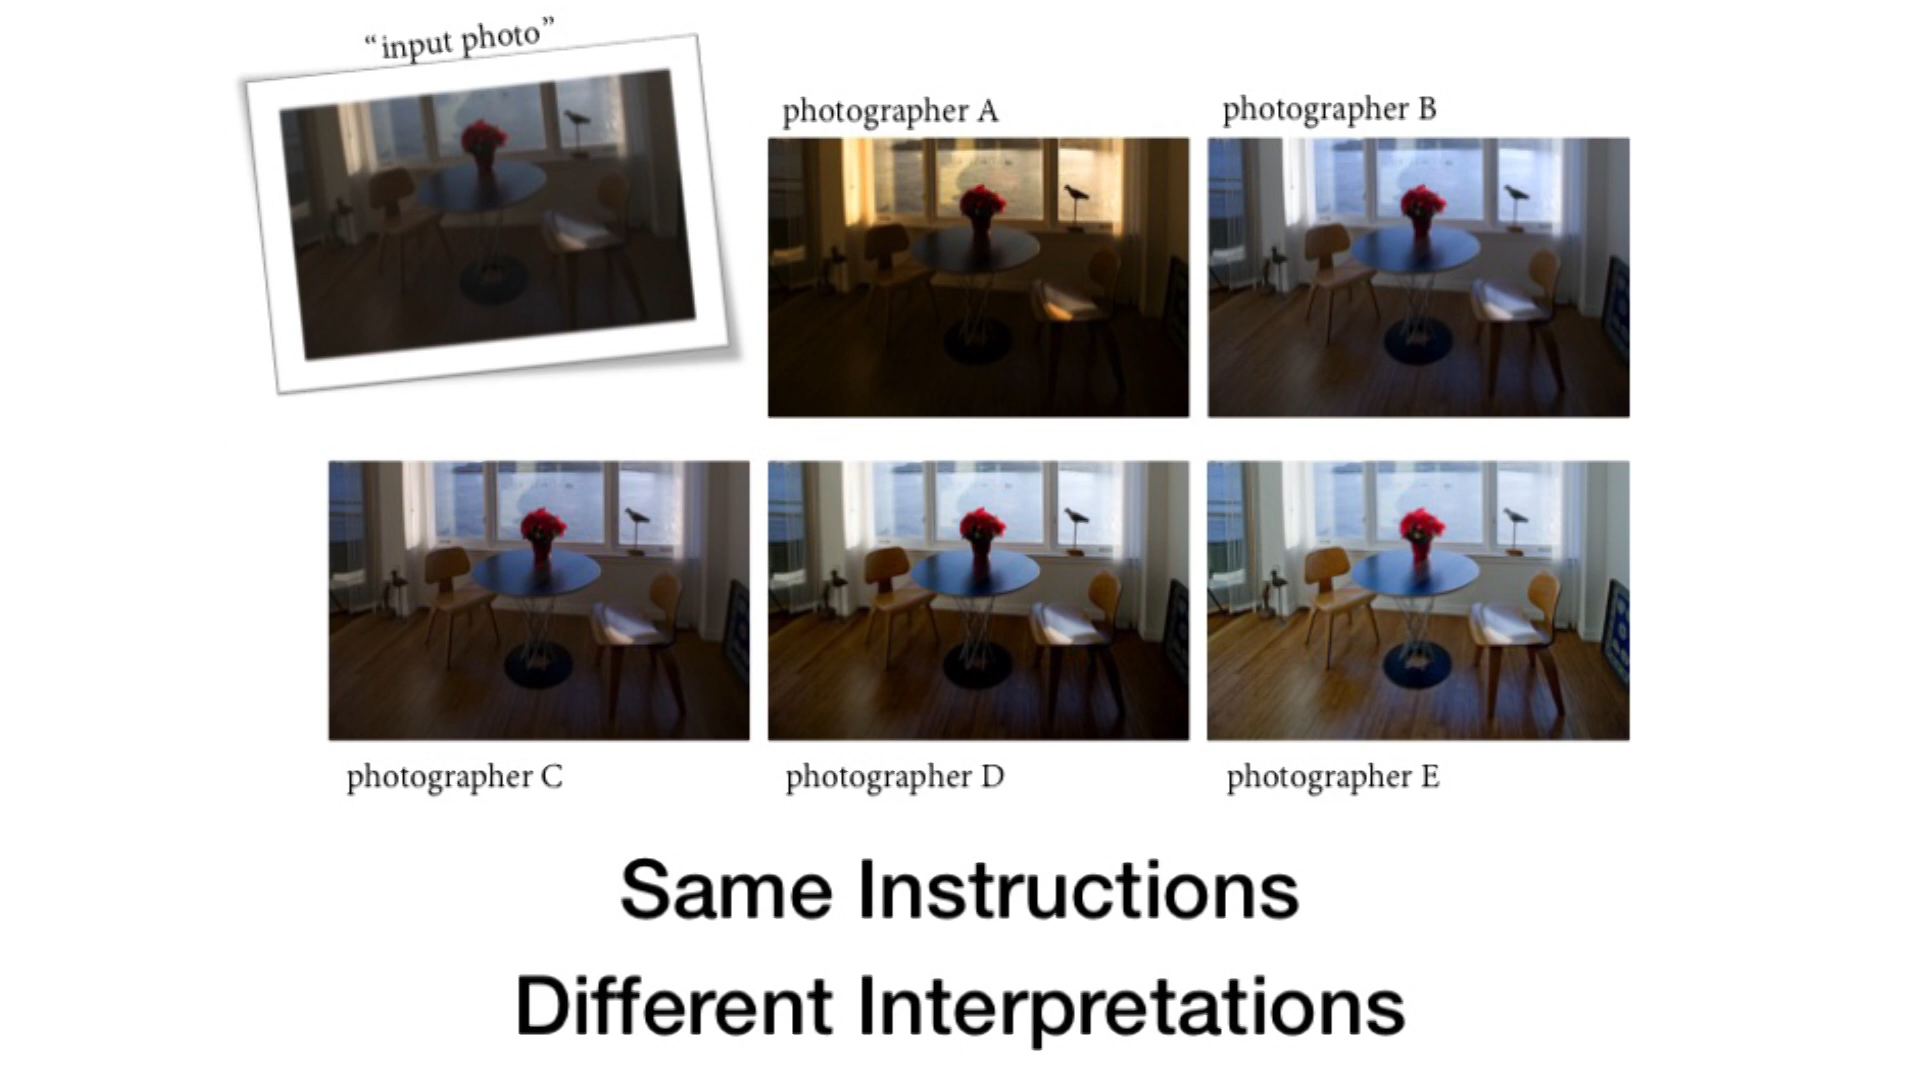 “input photo”
photographer A
photographer B
photographer C
photographer D
photographer E
Same Instructions
Different Interpretations